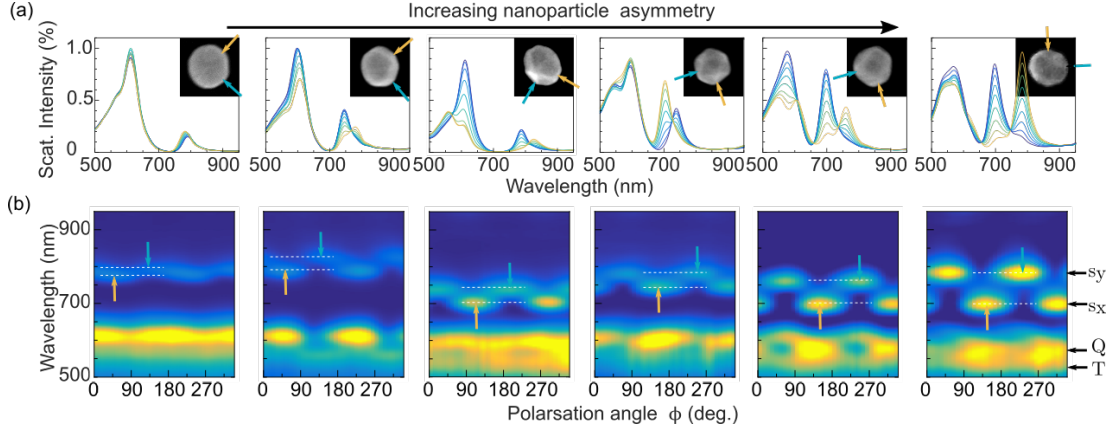 (a)
Increasing nanoparticle asymmetry
Scat. Intensity (%)
1.0
0.5
0
500 700 900 500 700 900 500 700 900 500 700 900 500 700 900 500 700 900
Wavelength (nm)
(b)
Wavelength (nm)
900
700
500
sy
sx
Q
T
0 90 180 270 0 90 180 270 0 90 180 270 0 90 180 270 0 90 180 270 0 90 180 270
Polarsation angle ϕ (deg.)